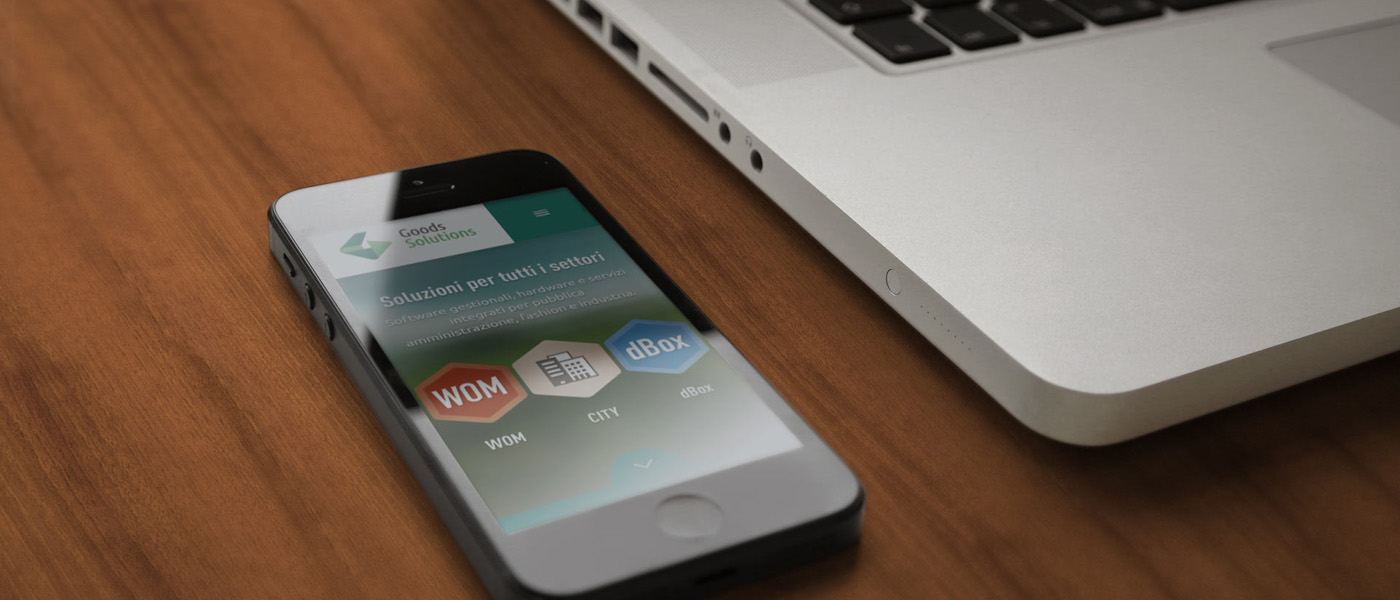 Goods
Solutions
Soluzioni per tutti i settori
Software gestionali, hardware e servizi
integrati per pubblica
amministrazione, fashion e industria.
WOM
dBox
WOM
CITY
dBox